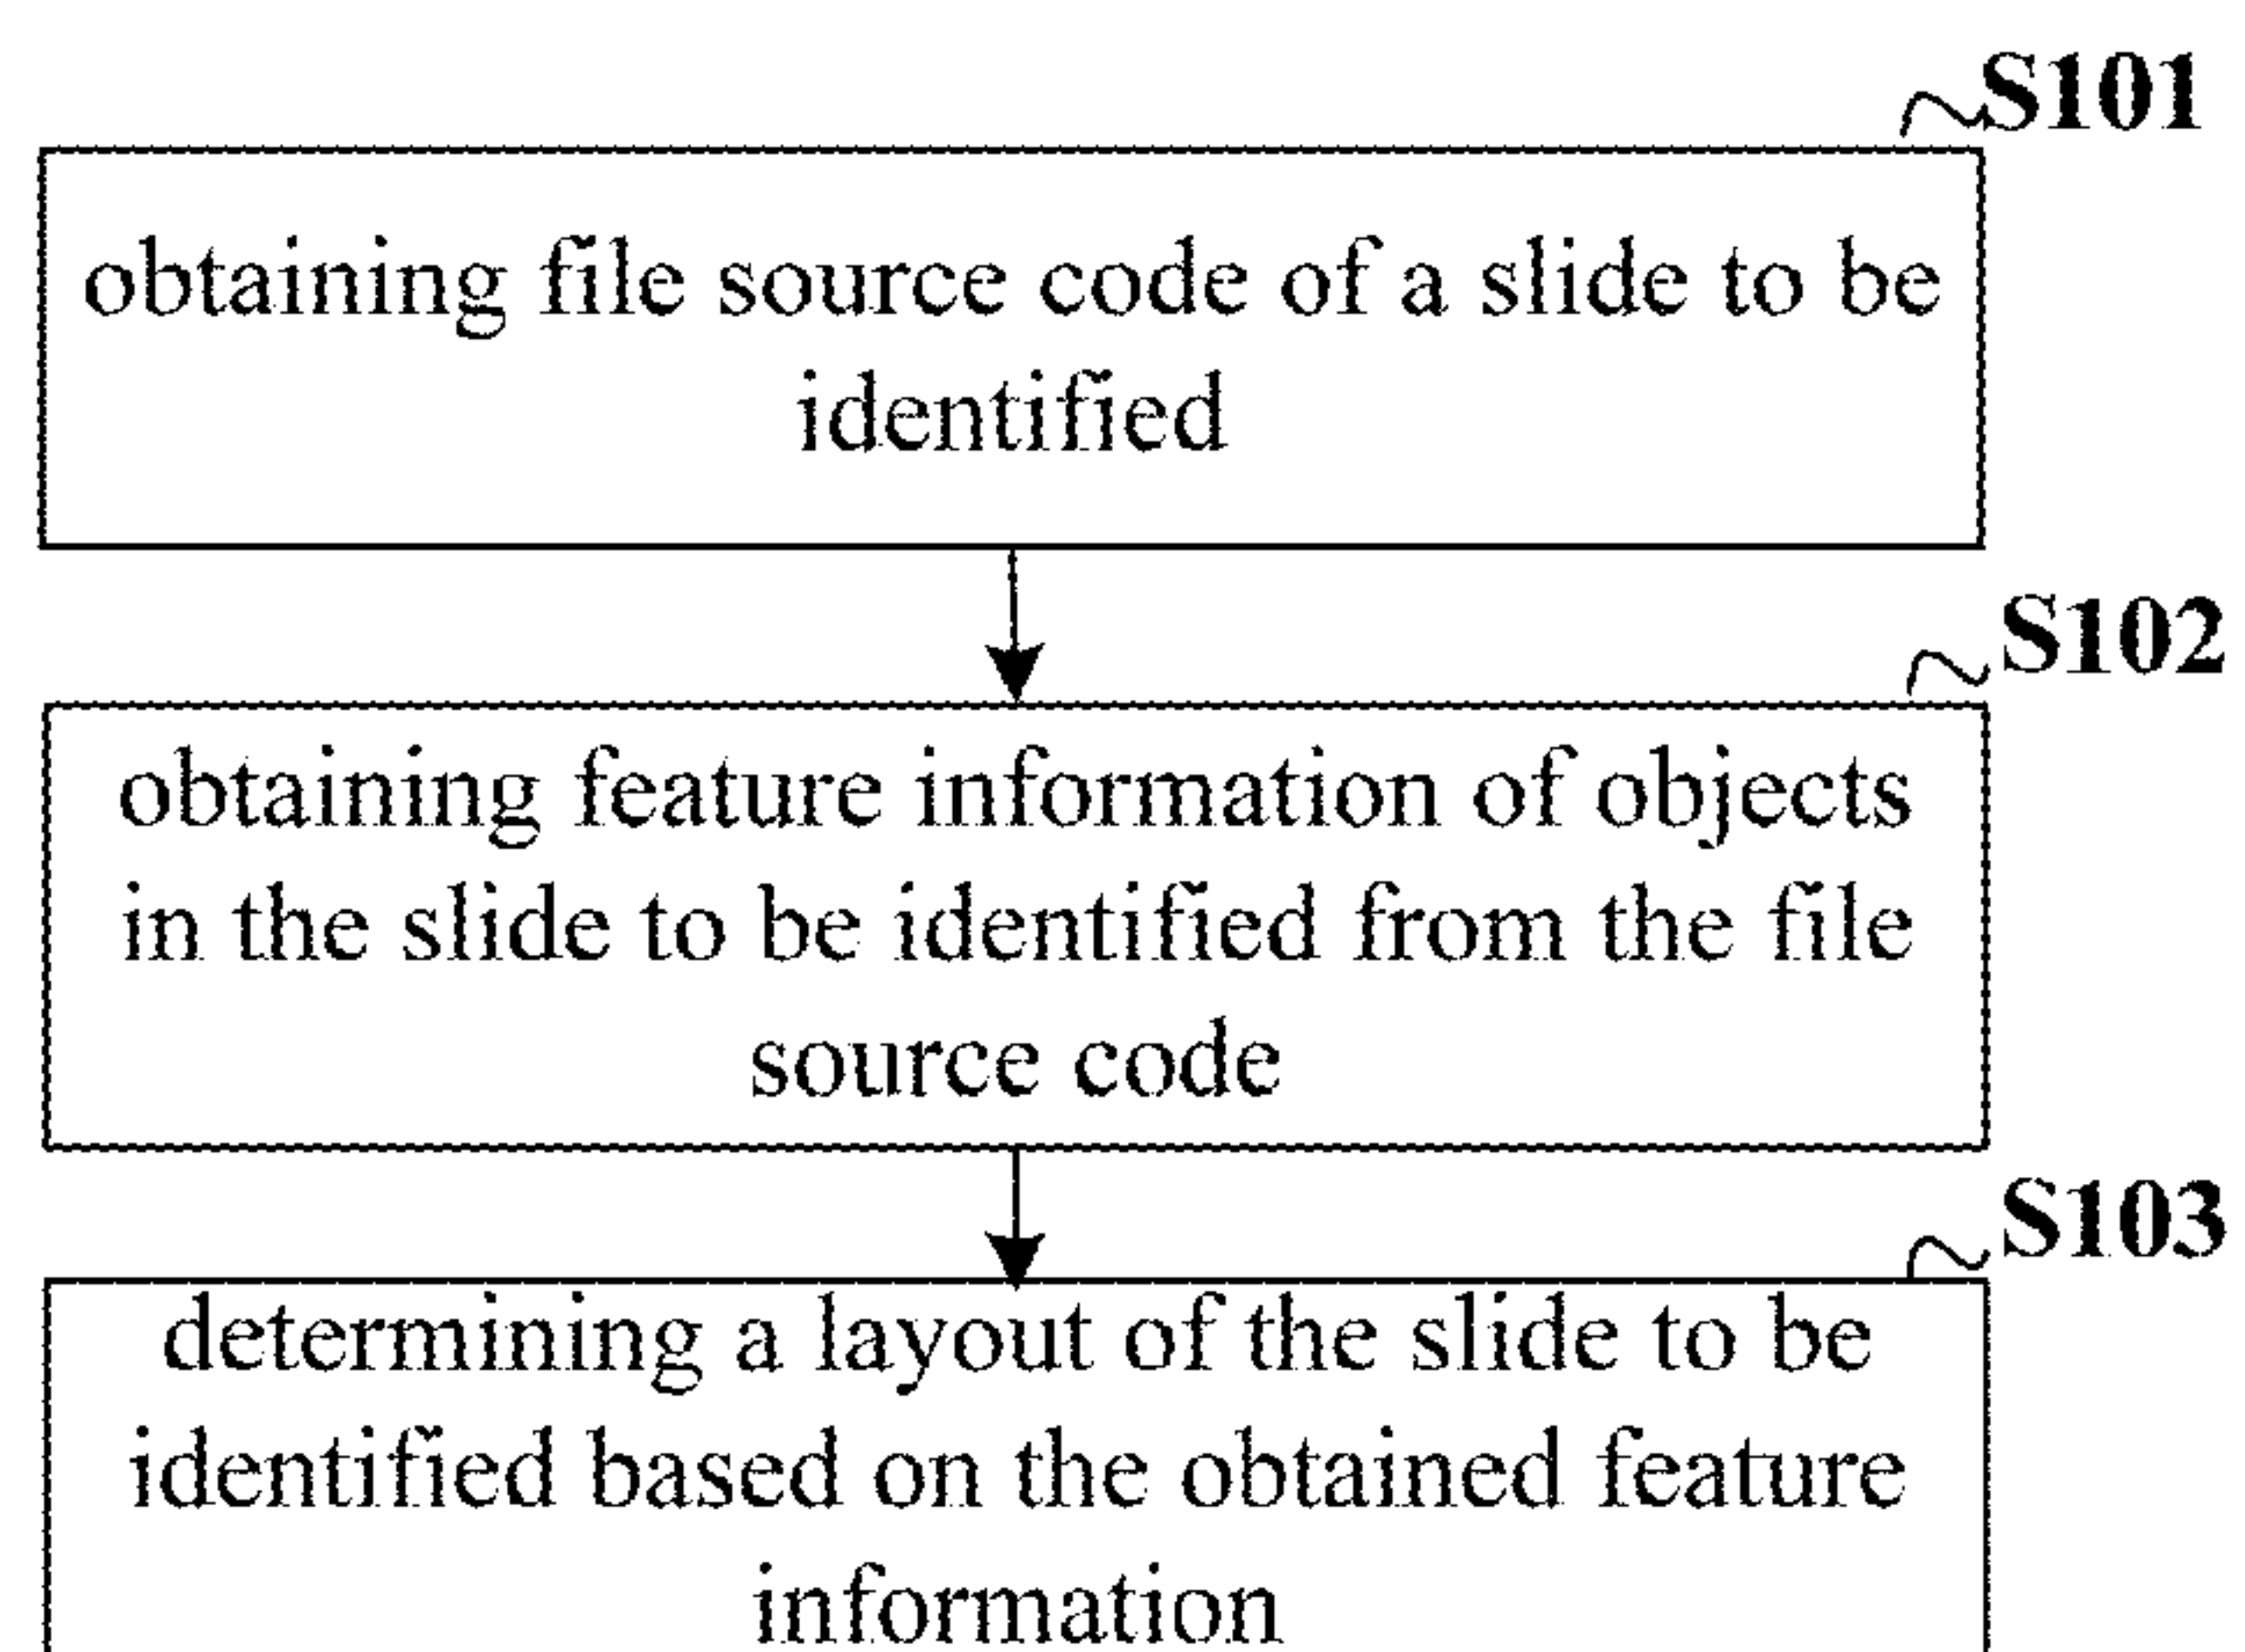 S101
obtaining file source code of a slide to be
identified
S102
obtaining feature information of objects
in the slide to be identified from the file
source code
S103
determining a layout of the slide to be
identified based on the obtained feature
information